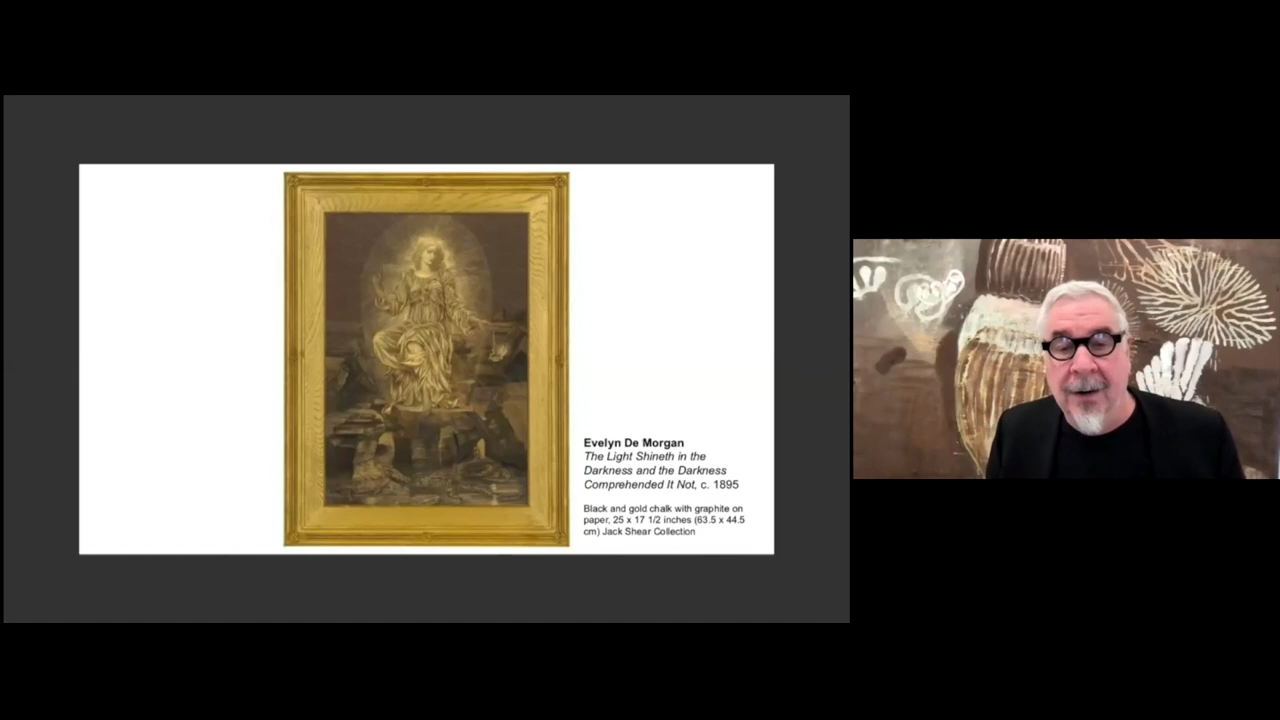 Evelyn De Morgan
The Light Shineth in the
Darkness and the Darkness
Comprehended It Not, c. 1895
Black and gold chalk with graphite on
paper, 25 x 17 1/2 inches (63.5 x 44.5
cm) Jack Shear Collection